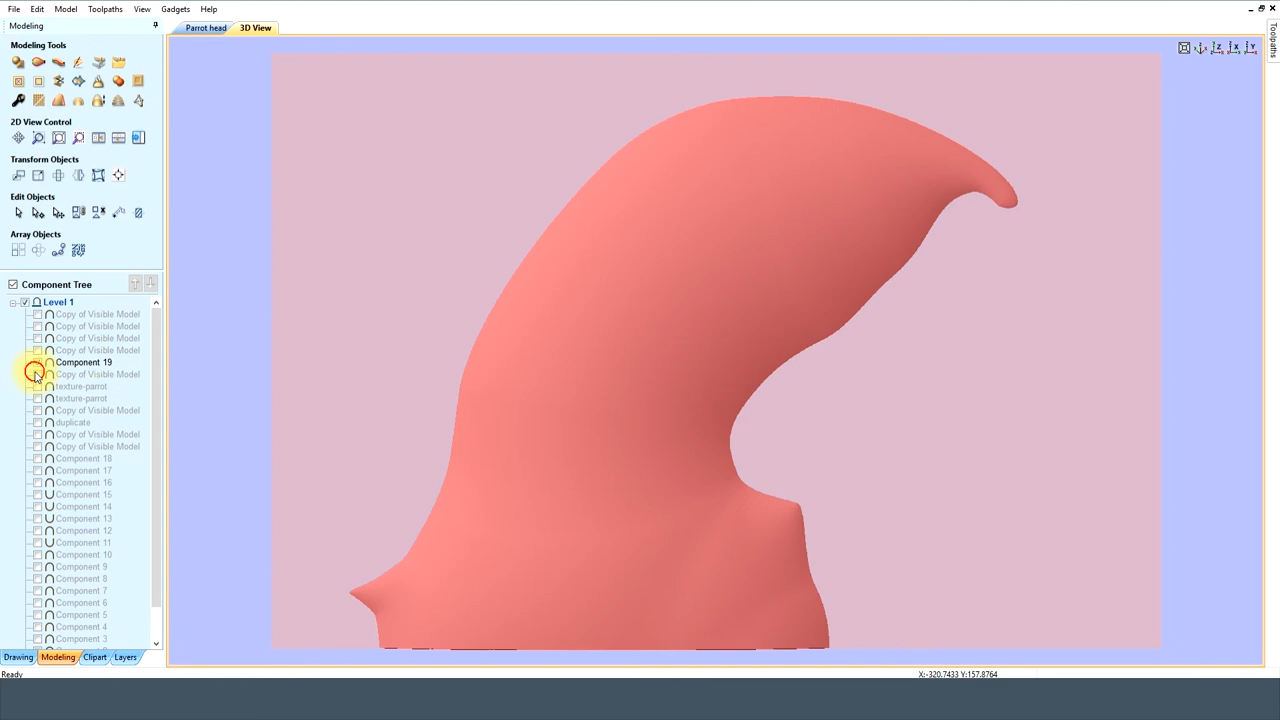 File Edit Model Toolpaths View Gadgets Help
Modeling
Parrot head 3D View
Toolpaths
Modeling Tools
2D View Control
Transform Objects
Edit Objects
Array Objects
Component Tree
Level 1
Copy of Visible Model
Copy of Visible Model
Copy of Visible Model
Copy of Visible Model
Component 19
Copy of Visible Model
texture-parrot
texture-parrot
Copy of Visible Model
duplicate
Copy of Visible Model
Copy of Visible Model
Component 18
Component 17
Component 16
Component 15
Component 14
Component 13
Component 12
Component 11
Component 10
Component 9
Component 8
Component 7
Component 6
Component 5
Component 4
Component 3
Drawing Modeling Clipart Layers
Ready X:-320.7433 Y:157.8764